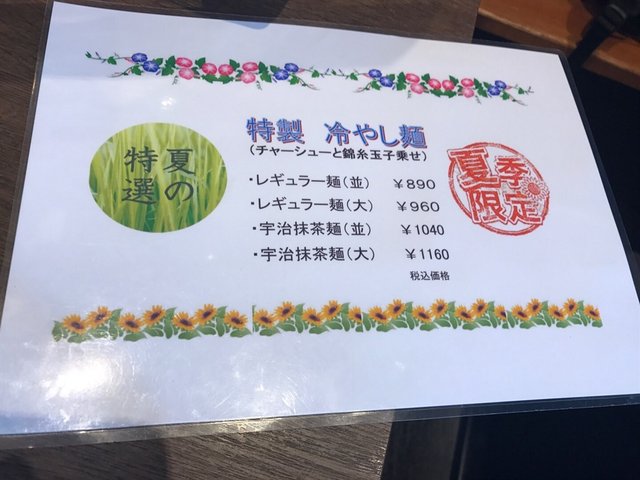 特製 冷やし麺
(チャーシューと錦糸玉子乗せ)
夏の
特選
・レギュラー麺(並) ¥890
・レギュラー麺(大) ¥960
・宇治抹茶麺(並) ¥1040
・宇治抹茶麺(大) ¥1160
税込価格
夏季
限定